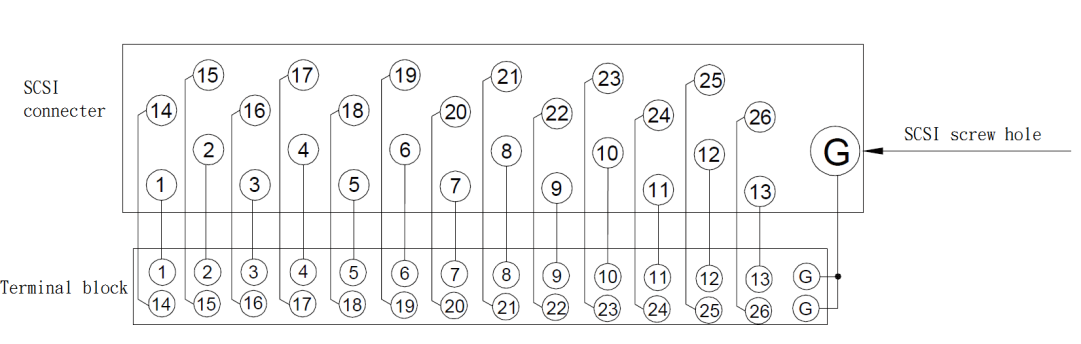 SCSI
connecter
15 17 19 21 23 25
14 16 18 20 22 24 26
2 4 6 8 10 12
1 3 5 7 9 11 13
G
SCSI screw hole
Terminal block
1 2 3 4 5 6 7 8 9 10 11 12 13 G
14 15 16 17 18 19 20 21 22 23 24 25 26 G